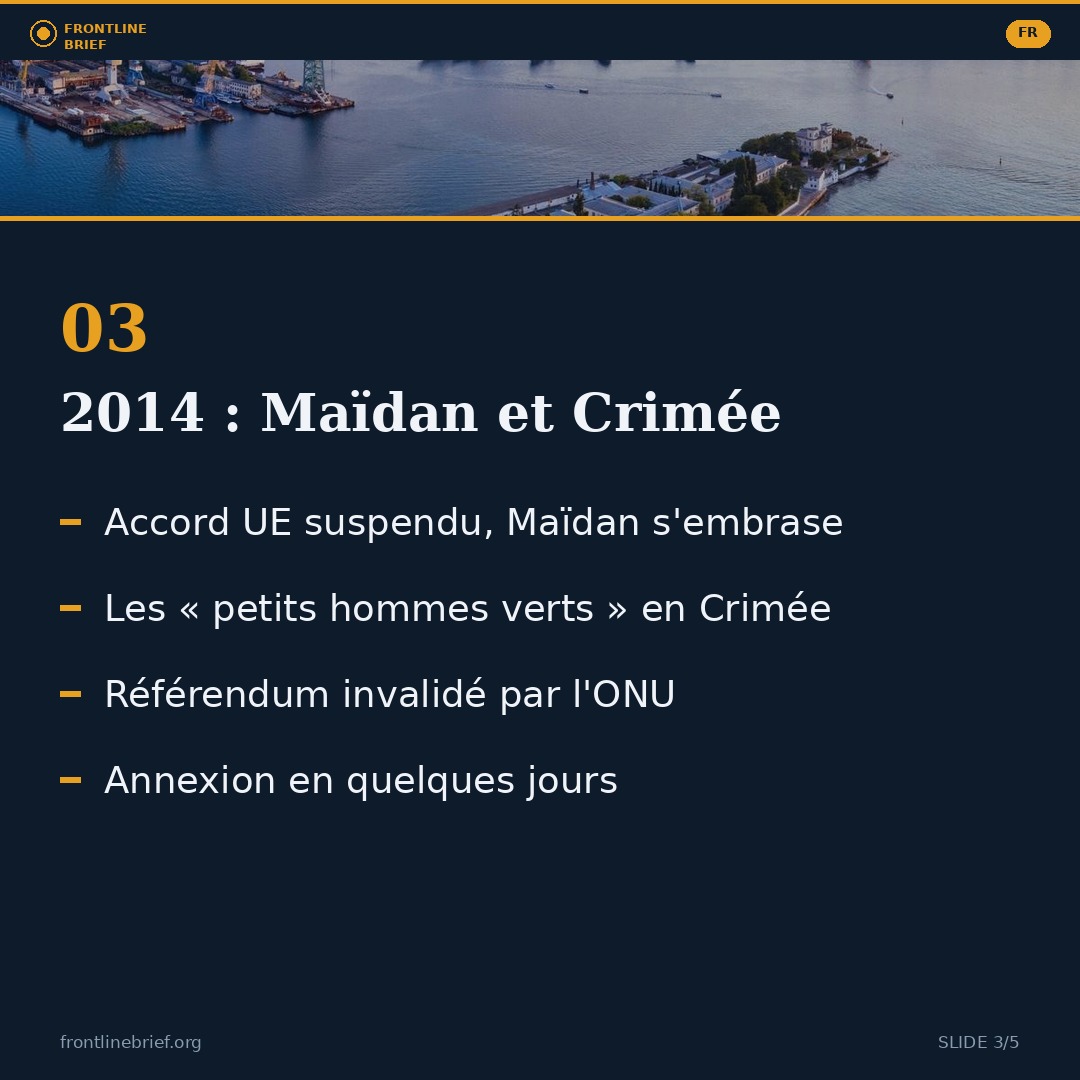 FRONTLINE
BRIEF
FR
03
2014 : Maïdan et Crimée
Accord UE suspendu, Maïdan s'embrase
Les « petits hommes verts » en Crimée
Référendum invalidé par l'ONU
Annexion en quelques jours
frontlinebrief.org
SLIDE 3/5